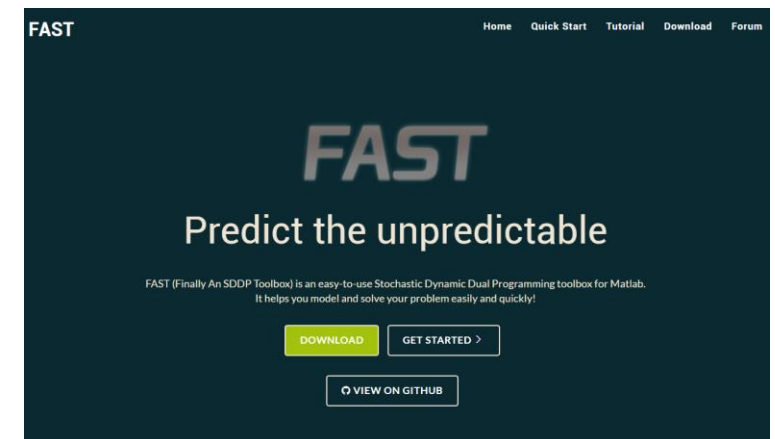 FAST
Home Quick Start Tutorial Download Forum
FAST
Predict the unpredictable
FAST (Finally An SDDP Toolbox) is an easy-to-use Stochastic Dynamic Dual Programming toolbox for Matlab.
It helps you model and solve your problem easily and quickly!
DOWNLOAD
GET STARTED >
VIEW ON GITHUB